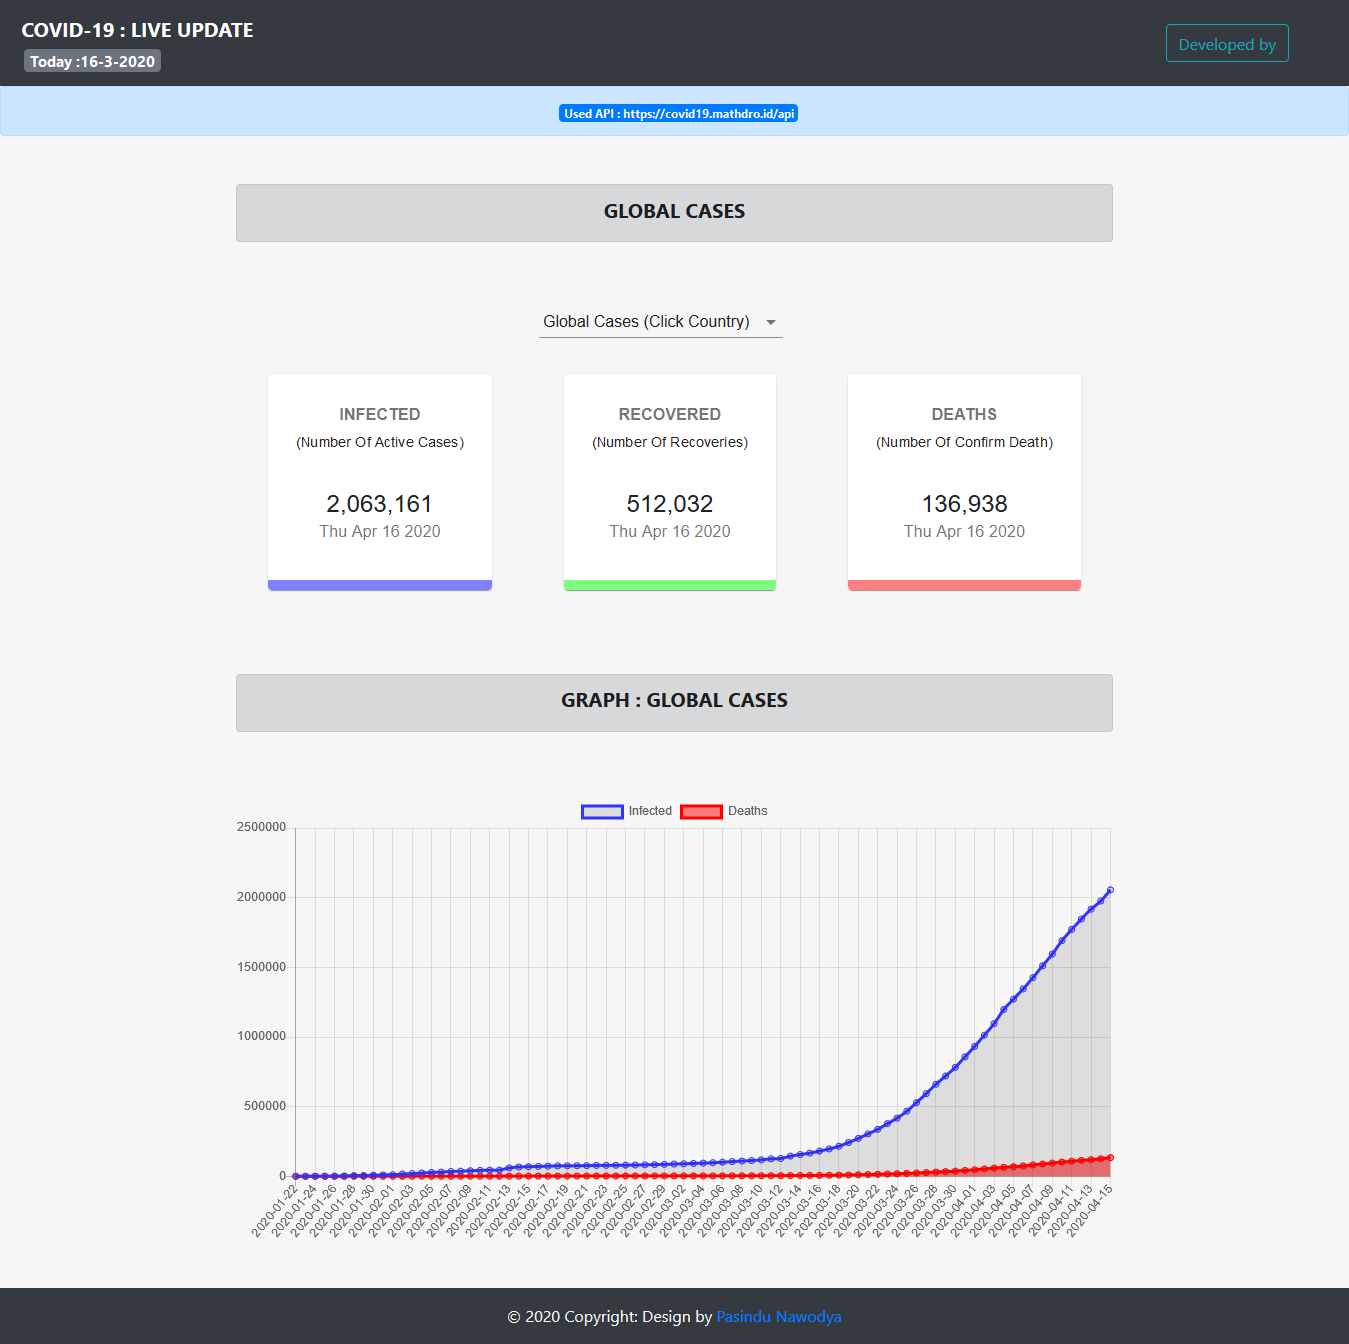 COVID-19 : LIVE UPDATE
Today :16-3-2020
Developed by
Used API : https://covid19.mathdro.id/api
GLOBAL CASES
Global Cases (Click Country)
INFECTED
(Number Of Active Cases)
2,063,161
Thu Apr 16 2020
RECOVERED
(Number Of Recoveries)
512,032
Thu Apr 16 2020
DEATHS
(Number Of Confirm Death)
136,938
Thu Apr 16 2020
GRAPH : GLOBAL CASES
Infected
Deaths
2500000
2000000
1500000
1000000
500000
0
2020-01-22
2020-01-24
2020-01-26
2020-01-28
2020-01-30
2020-02-01
2020-02-03
2020-02-05
2020-02-07
2020-02-09
2020-02-11
2020-02-13
2020-02-15
2020-02-17
2020-02-19
2020-02-21
2020-02-23
2020-02-25
2020-02-27
2020-02-29
2020-03-02
2020-03-04
2020-03-06
2020-03-08
2020-03-10
2020-03-12
2020-03-14
2020-03-16
2020-03-18
2020-03-20
2020-03-22
2020-03-24
2020-03-26
2020-03-28
2020-03-30
2020-04-01
2020-04-03
2020-04-05
2020-04-07
2020-04-09
2020-04-11
2020-04-13
2020-04-15
© 2020 Copyright: Design by Pasindu Nawodya